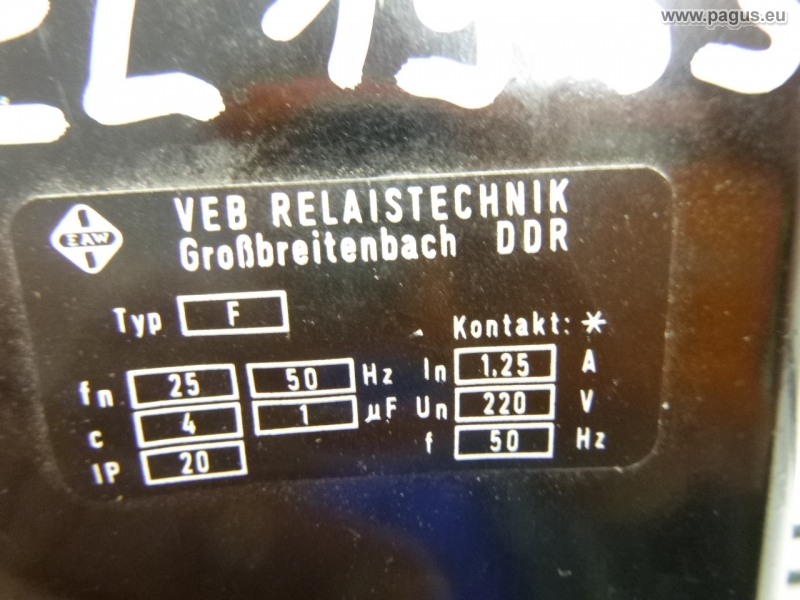 www.pagus.eu
VEB RELAISTECHNIK
EAW
Großbreitenbach DDR
Typ F
Kontakt: *
fn 25 50 Hz In 1.25 A
c 4 1 µF Un 220 V
IP 20 f 50 Hz